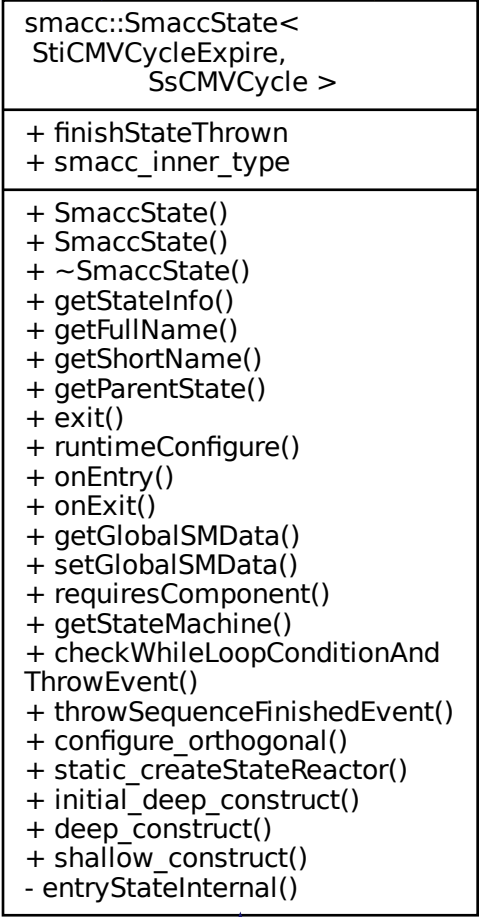 smacc::SmaccState<
StiCMVCycleExpire,
SsCMVCycle >
+ finishStateThrown
+ smacc_inner_type
+ SmaccState()
+ SmaccState()
+ ~SmaccState()
+ getStateInfo()
+ getFullName()
+ getShortName()
+ getParentState()
+ exit()
+ runtimeConfigure()
+ onEntry()
+ onExit()
+ getGlobalSMData()
+ setGlobalSMData()
+ requiresComponent()
+ getStateMachine()
+ checkWhileLoopConditionAnd
ThrowEvent()
+ throwSequenceFinishedEvent()
+ configure_orthogonal()
+ static_createStateReactor()
+ initial_deep_construct()
+ deep_construct()
+ shallow_construct()
- entryStateInternal()